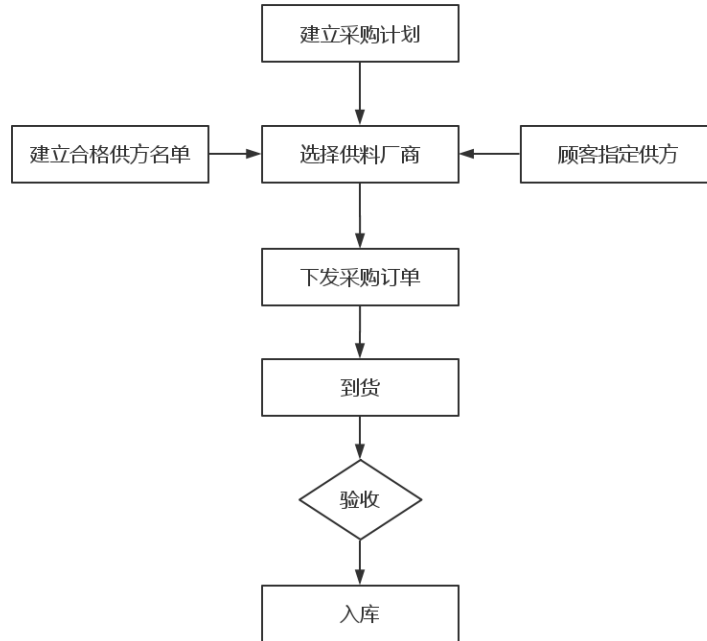 建立采购计划
建立合格供方名单
选择供料厂商
顾客指定供方
下发采购订单
到货
验收
入库